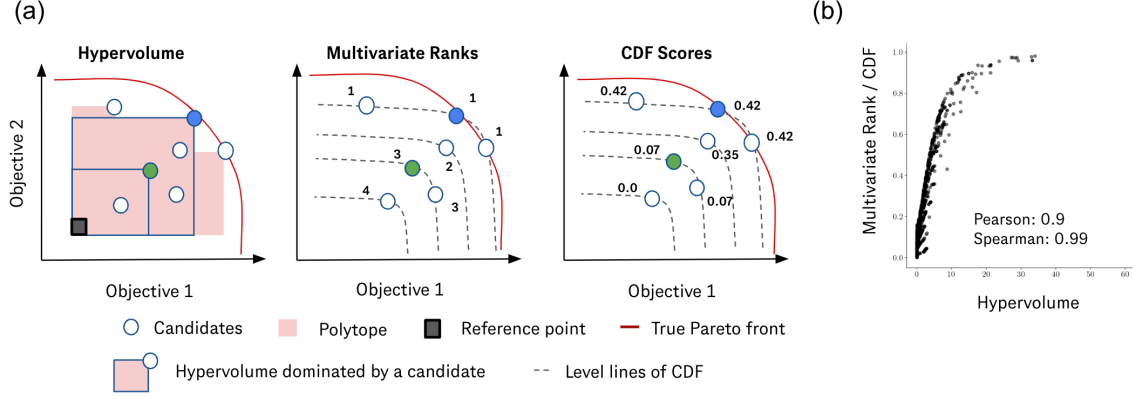 (a)
(b)
Hypervolume
Multivariate Ranks
CDF Scores
Objective 2
Objective 1
1
1
1
3
2
4
3
Objective 1
0.42
0.42
0.42
0.07
0.35
0.0
0.07
Objective 1
Multivariate Rank / CDF
1.0
0.8
0.6
0.4
0.2
0.0
Pearson: 0.9
Spearman: 0.99
0 10 20 30 40 50 60
Hypervolume
Candidates
Polytope
Reference point
True Pareto front
Hypervolume dominated by a candidate
Level lines of CDF